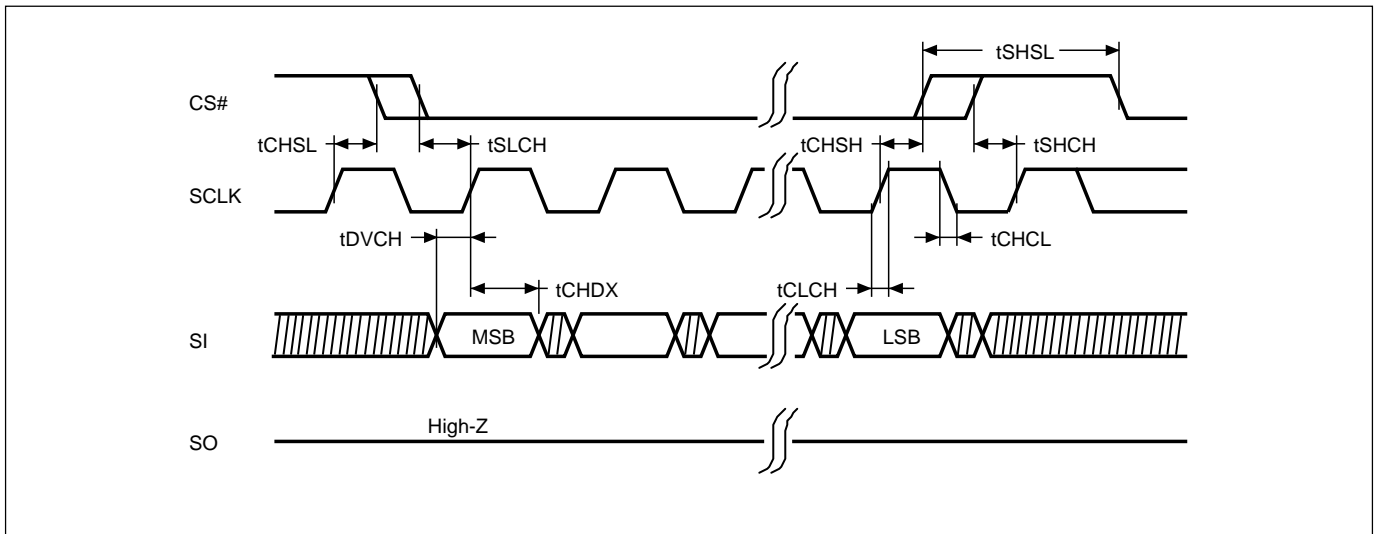 tSHSL
CS#
tCHSL
tSLCH
tCHSH
tSHCH
SCLK
tDVCH
tCHCL
tCHDX
tCLCH
SI
MSB
LSB
High-Z
SO